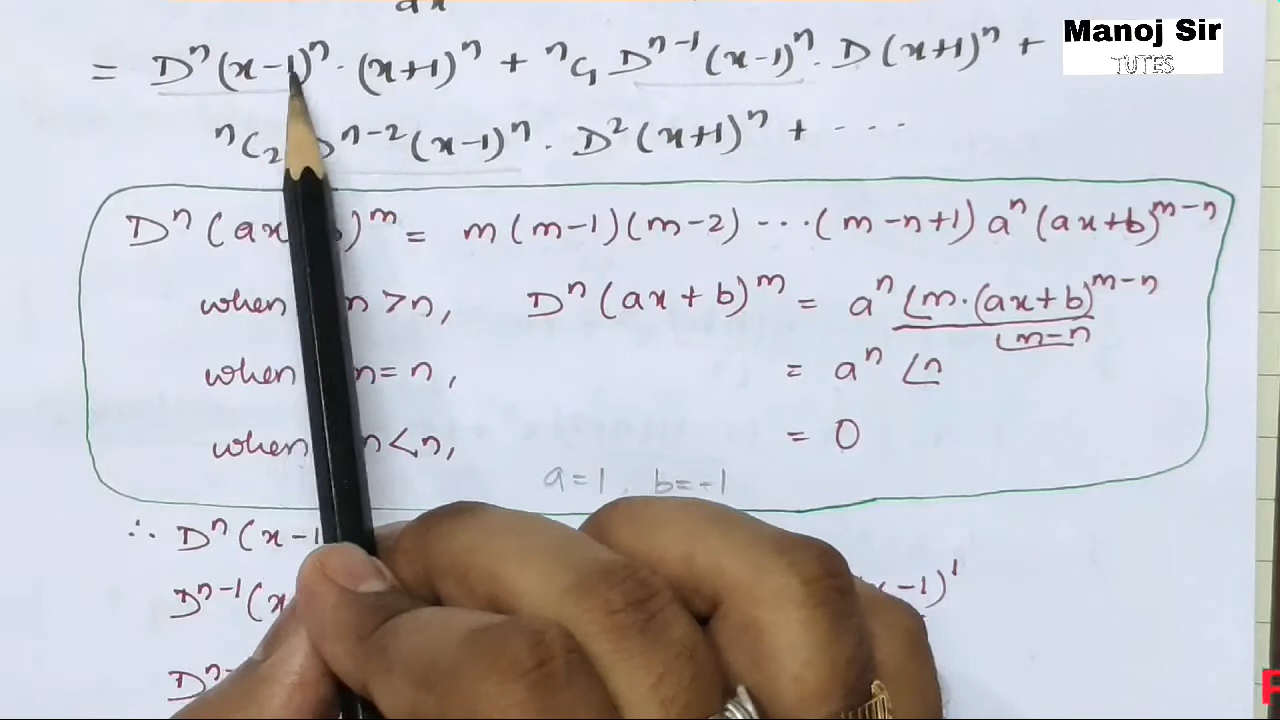 Manoj Sir
TUTES
= Dⁿ(x-1)ⁿ · (x+1)ⁿ + ⁿC₁ Dⁿ⁻¹(x-1)ⁿ · D(x+1)ⁿ +
ⁿC₂ Dⁿ⁻²(x-1)ⁿ · D²(x+1)ⁿ + - - -
Dⁿ(ax )ᵐ = m(m-1)(m-2) ---(m-n+1) aⁿ (ax+b)ᵐ⁻ⁿ
when >n, Dⁿ(ax+b)ᵐ = aⁿ ∟m·(ax+b)ᵐ⁻ⁿ
∟m-n
when = n, = aⁿ ∟n
when <n, = 0
a=1, b=-1
∴ Dⁿ(x-1
Dⁿ⁻¹(x -1)¹
Dⁿ⁻